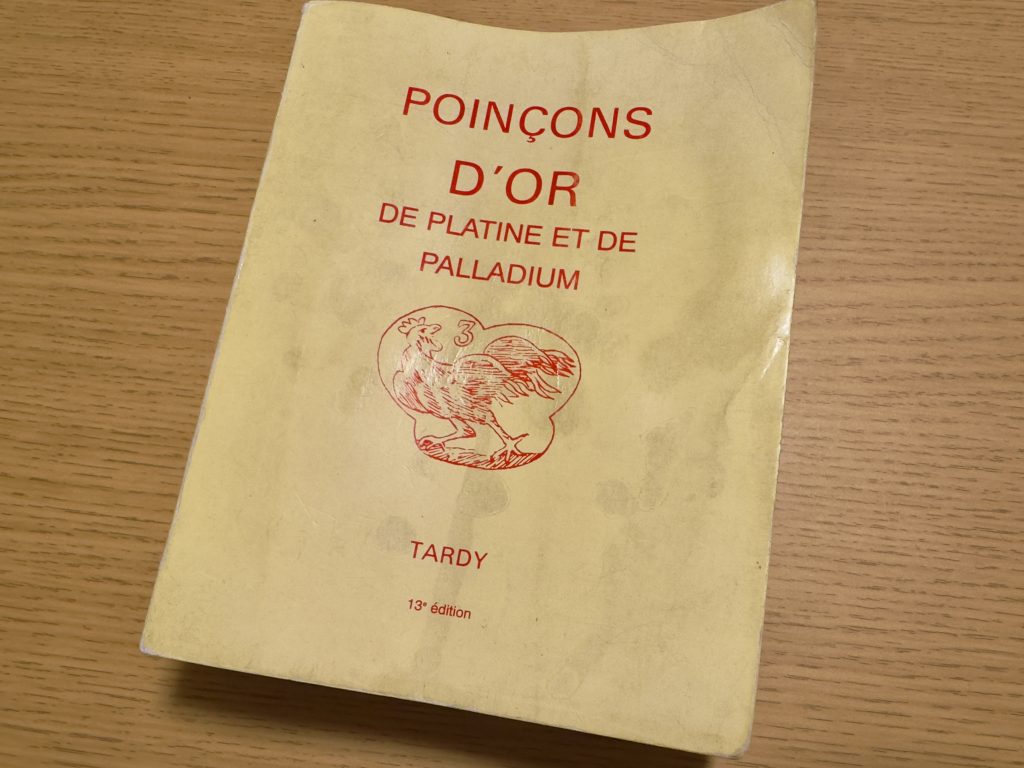 POINÇONS
D'OR
DE PLATINE ET DE
PALLADIUM
3
TARDY
13e édition